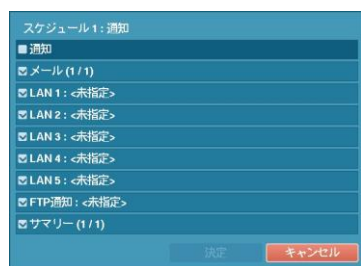 スケジュール 1 : 通知
通知
メール (1 / 1)
LAN 1 : <未指定>
LAN 2 : <未指定>
LAN 3 : <未指定>
LAN 4 : <未指定>
LAN 5 : <未指定>
FTP通知 : <未指定>
サマリー (1 / 1)
決定 キャンセル